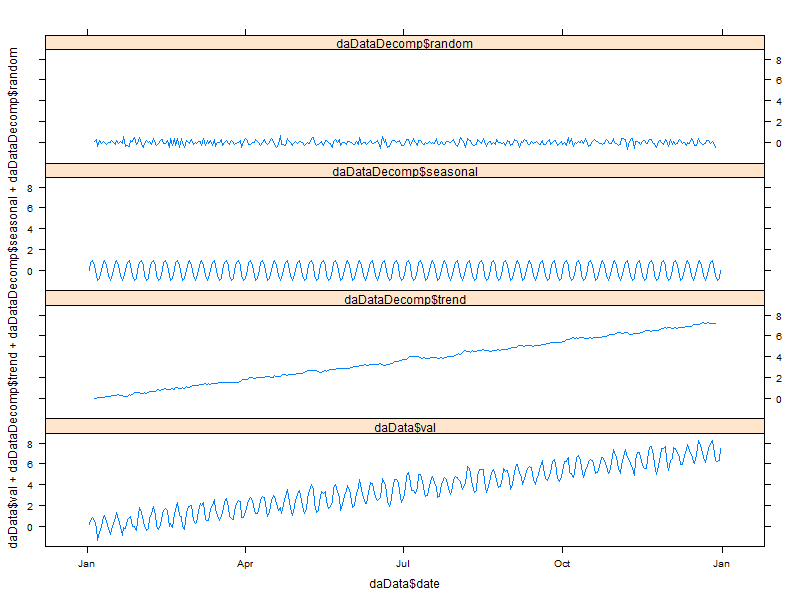 daDataDecomp$random
8
6
4
2
0
daDataDecomp$seasonal
8
6
4
2
0
daDataDecomp$trend
8
6
4
2
0
daData$val
8
6
4
2
0
Jan Apr Jul Oct Jan
daData$date
daData$val + daDataDecomp$trend + daDataDecomp$seasonal + daDataDecomp$random